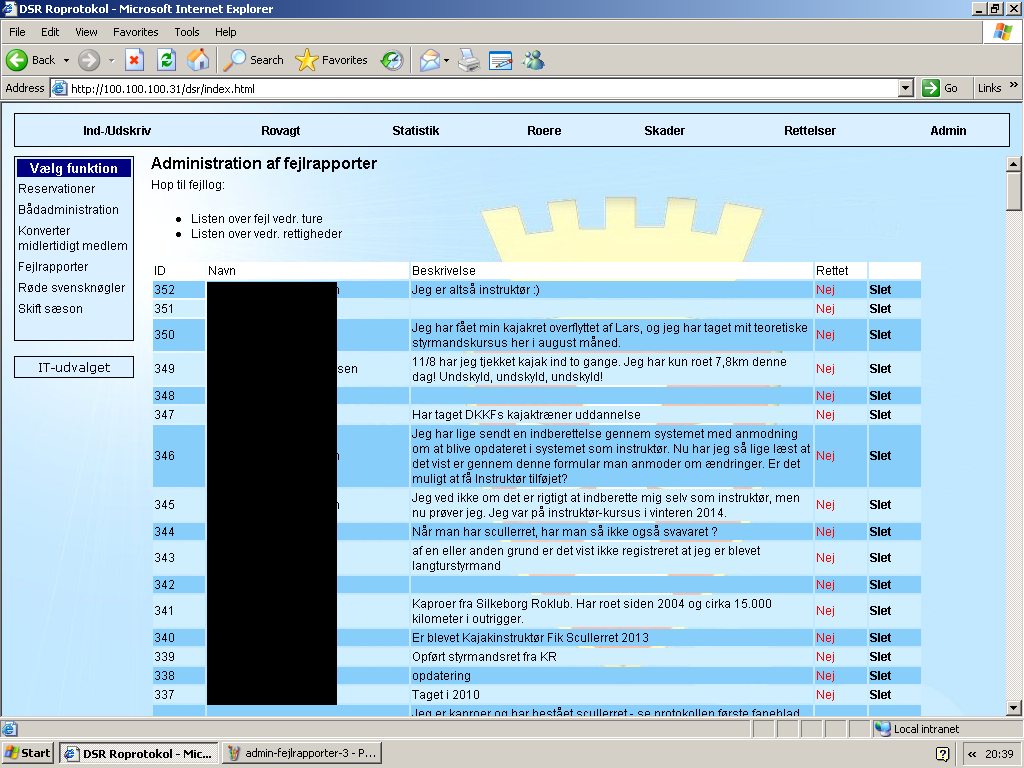 DSR Roprotokol - Microsoft Internet Explorer
File Edit View Favorites Tools Help
Back Search Favorites
Address http://100.100.100.31/dsr/index.html Go Links »
Ind-/Udskriv Rovagt Statistik Roere Skader Rettelser Admin
Vælg funktion
Reservationer
Bådadministration
Konverter
midlertidigt medlem
Fejlrapporter
Røde svensknøgler
Skift sæson
IT-udvalget
Administration af fejlrapporter
Hop til fejllog:
Listen over fejl vedr. ture
Listen over vedr. rettigheder
ID Navn Beskrivelse Rettet
352 Jeg er altså instruktør :) Nej Slet
351 Nej Slet
350 Jeg har fået min kajakret overflyttet af Lars, og jeg har taget mit teoretiske
styrmandskursus her i august måned. Nej Slet
349 sen 11/8 har jeg tjekket kajak ind to gange. Jeg har kun roet 7,8km denne
dag! Undskyld, undskyld, undskyld! Nej Slet
348 Nej Slet
347 Har taget DKKFs kajaktræner uddannelse Nej Slet
346 Jeg har lige sendt en indberettelse gennem systemet med anmodning
om at blive opdateret i systemet som instruktør. Nu har jeg så lige læst at
det vist er gennem denne formular man anmoder om ændringer. Er det
muligt at få Instruktør tilføjet? Nej Slet
345 Jeg ved ikke om det er rigtigt at indberette mig selv som instruktør, men
nu prøver jeg. Jeg var på instruktør-kursus i vinteren 2014. Nej Slet
344 Når man har scullerret, har man så ikke også svavaret ? Nej Slet
343 af en eller anden grund er det vist ikke registreret at jeg er blevet
langturstyrmand Nej Slet
342 Nej Slet
341 Kaproer fra Silkeborg Roklub. Har roet siden 2004 og cirka 15.000
kilometer i outrigger. Nej Slet
340 Er blevet Kajakinstruktør Fik Scullerret 2013 Nej Slet
339 Opført styrmandsret fra KR Nej Slet
338 opdatering Nej Slet
337 Taget i 2010 Nej Slet
Jeg er kaproer og har bestået scullerret - se protokollen første faneblad
Local intranet
Start DSR Roprotokol - Mic... admin-fejlrapporter-3 - P... « 20:39